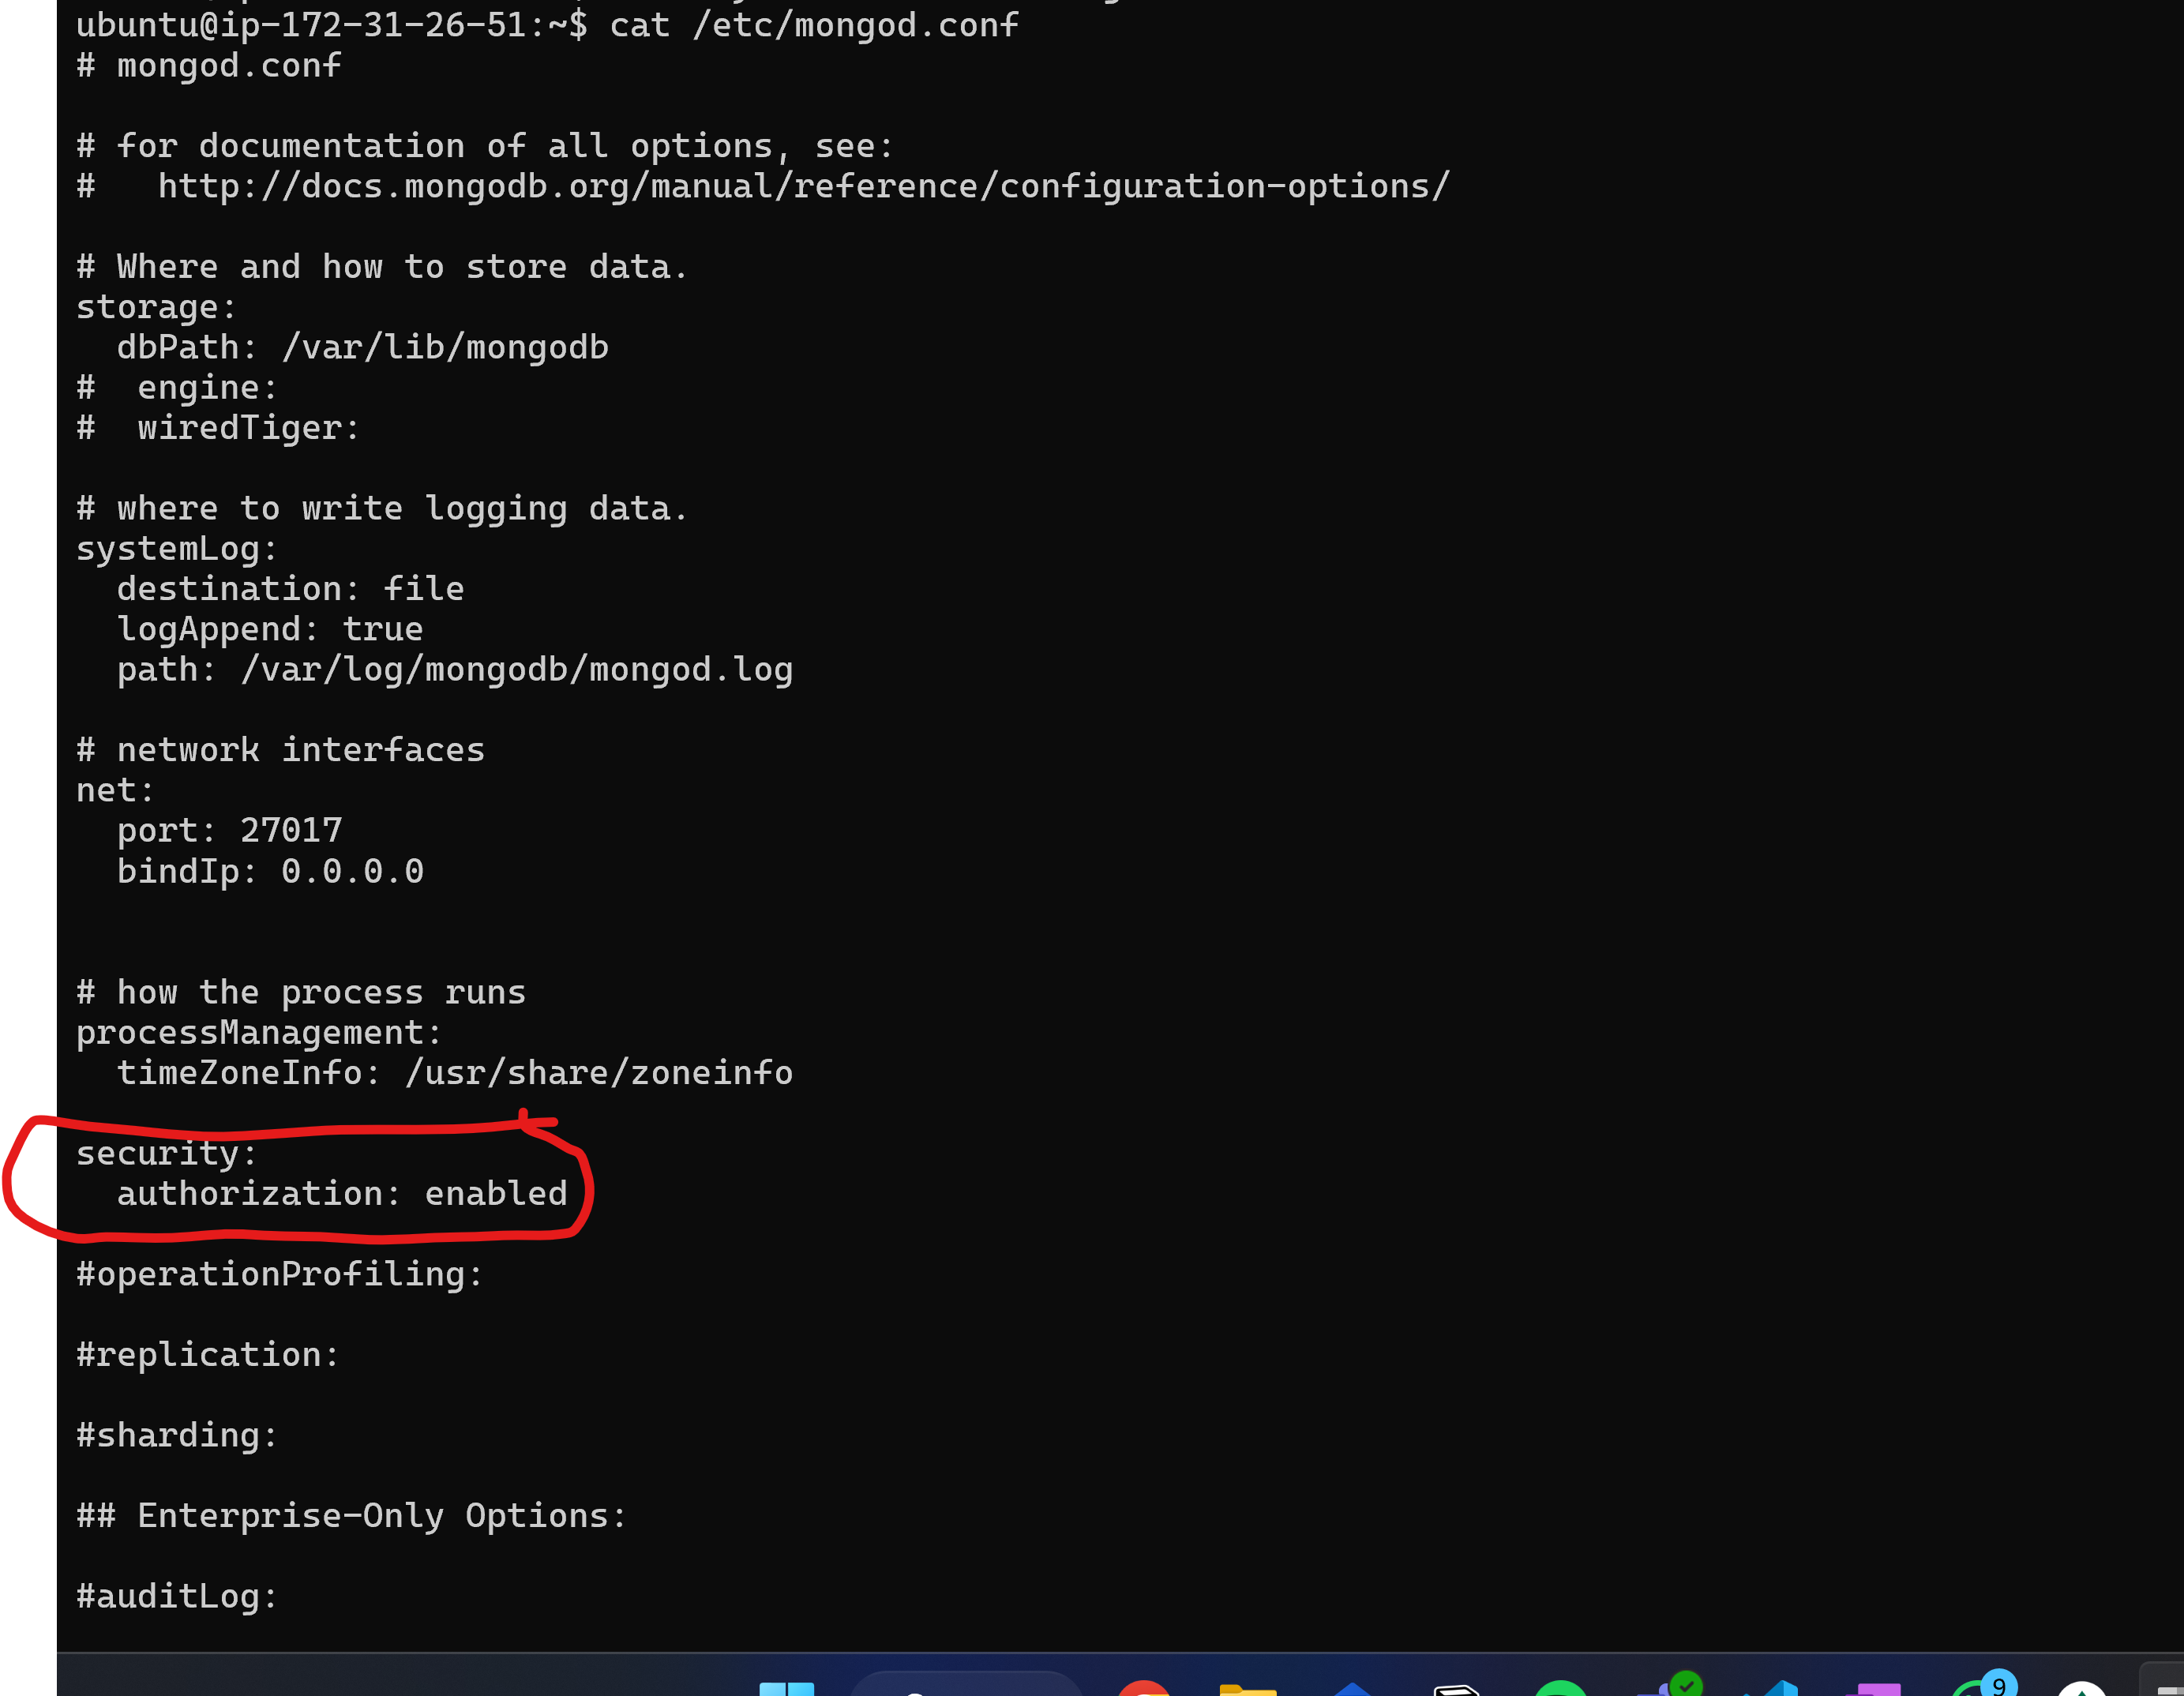 ubuntu@ip-172-31-26-51:~$ cat /etc/mongod.conf
# mongod.conf
# for documentation of all options, see:
#   http://docs.mongodb.org/manual/reference/configuration-options/
# Where and how to store data.
storage:
  dbPath: /var/lib/mongodb
#  engine:
#  wiredTiger:
# where to write logging data.
systemLog:
  destination: file
  logAppend: true
  path: /var/log/mongodb/mongod.log
# network interfaces
net:
  port: 27017
  bindIp: 0.0.0.0
# how the process runs
processManagement:
  timeZoneInfo: /usr/share/zoneinfo
security:
  authorization: enabled
#operationProfiling:
#replication:
#sharding:
## Enterprise-Only Options:
#auditLog:
9